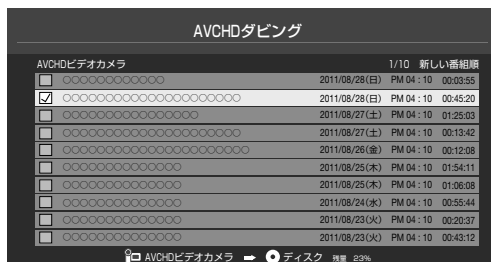 AVCHDダビング
AVCHDビデオカメラ 1/10 新しい番組順
○○○○○○○○○○○○ 2011/08/28(日) PM 04 : 10 00:03:55
○○○○○○○○○○○○○○○○○○○○○ 2011/08/28(日) PM 04 : 10 00:45:20
○○○○○○○○○○○○○○○○ 2011/08/27(土) PM 04 : 10 01:25:03
○○○○○○○○○○○○○○○○○○○○○ 2011/08/27(土) PM 04 : 10 00:13:42
○○○○○○○○○○○○○○○○○○○○○○ 2011/08/26(金) PM 04 : 10 00:12:08
○○○○○○○○○○○○○○ 2011/08/25(木) PM 04 : 10 01:54:11
○○○○○○○○○○○○○○ 2011/08/25(木) PM 04 : 10 01:06:08
○○○○○○○○○○○○○○ 2011/08/24(水) PM 04 : 10 00:55:44
○○○○○○○○○○○○○○ 2011/08/23(火) PM 04 : 10 00:20:37
○○○○○○○○○○○○○○ 2011/08/23(火) PM 04 : 10 00:43:12
AVCHDビデオカメラ ➡ ディスク 残量 23%